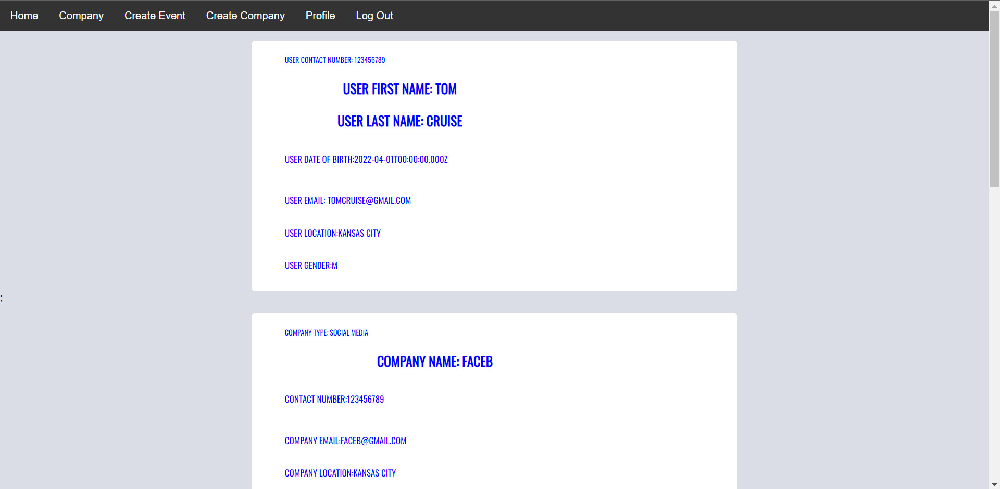 Home Company Create Event Create Company Profile Log Out
USER CONTACT NUMBER: 123456789
USER FIRST NAME: TOM
USER LAST NAME: CRUISE
USER DATE OF BIRTH:2022-04-01T00:00:00.000Z
USER EMAIL: TOMCRUISE@GMAIL.COM
USER LOCATION:KANSAS CITY
USER GENDER:M
;
COMPANY TYPE: SOCIAL MEDIA
COMPANY NAME: FACEB
CONTACT NUMBER:123456789
COMPANY EMAIL:FACEB@GMAIL.COM
COMPANY LOCATION:KANSAS CITY